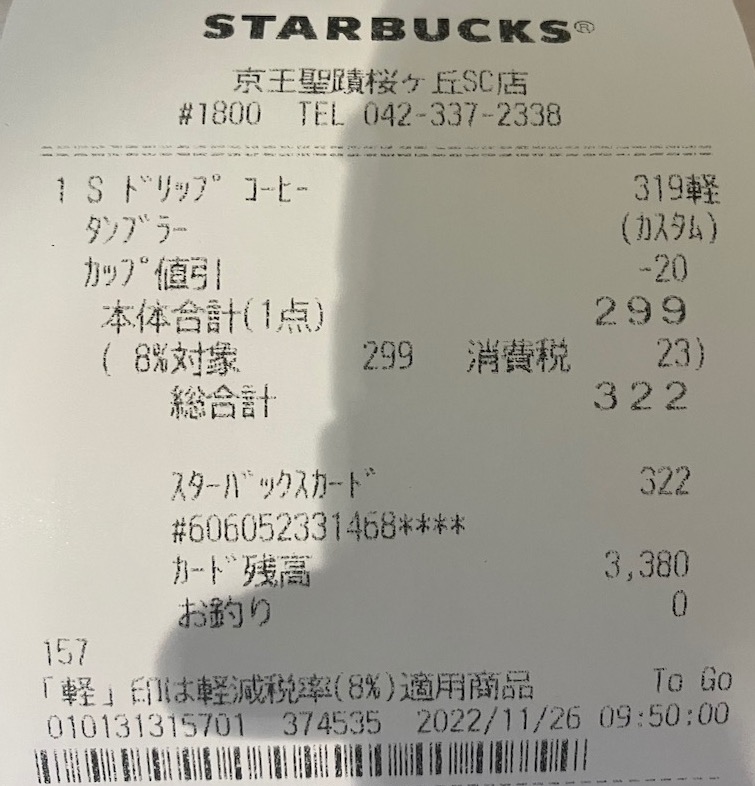 STARBUCKS®
京王聖蹟桜ヶ丘SC店
#1800 TEL 042-337-2338
1 S ドリップ コーヒー 319軽
タンブラー (カスタム)
カップ値引 -20
本体合計(1点) 299
( 8%対象 299 消費税 23)
総合計 322
スターバックスカード 322
#606052331468****
カード残高 3,380
お釣り 0
157
「軽」印は軽減税率(8%)適用商品 To Go
010131315701 374535 2022/11/26 09:50:00